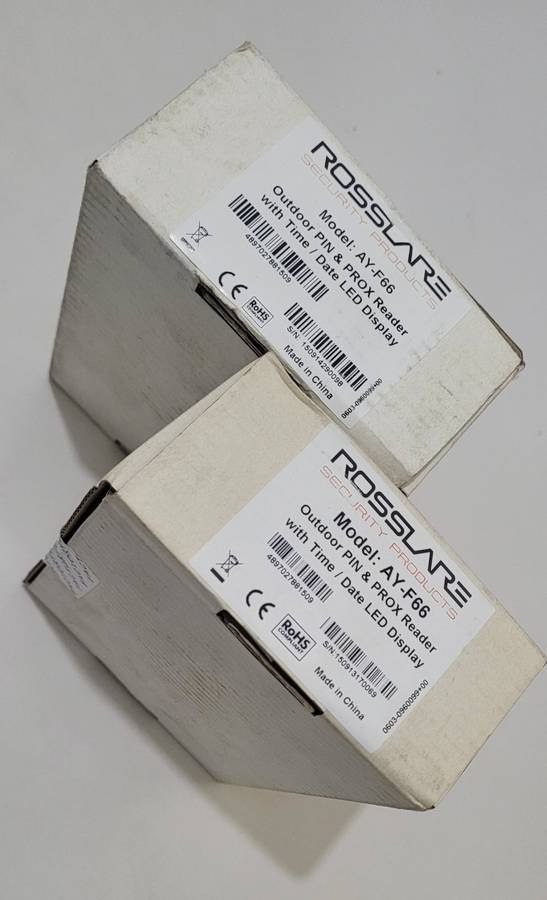 ROSSLARE
SECURITY PRODUCTS
Model: AY-F66
Outdoor PIN & PROX Reader
with Time / Date LED Display
4897027881509
CE
RoHS
COMPLIANT
S/N: 150914290098
Made in China
0603-0960099+00
ROSSLARE
SECURITY PRODUCTS
Model: AY-F66
Outdoor PIN & PROX Reader
with Time / Date LED Display
4897027881509
CE
RoHS
COMPLIANT
S/N:150913170069
Made in China
0603-0960099+00